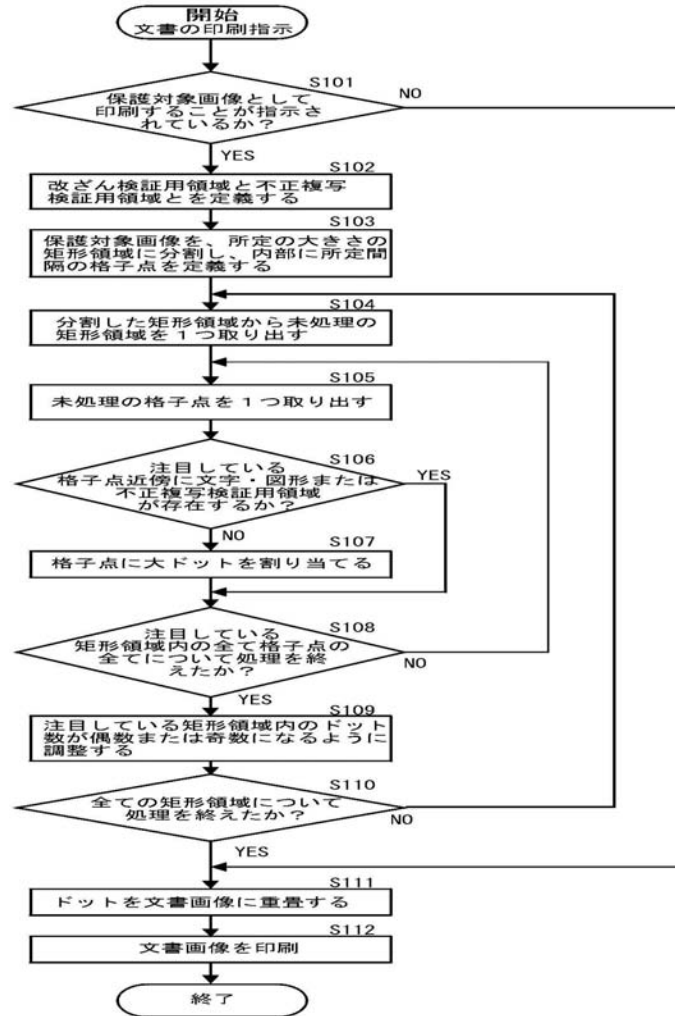 開始
文書の印刷指示
S101
保護対象画像として
印刷することが指示さ
れているか？
NO
YES
S102
改ざん検証用領域と不正複写
検証用領域とを定義する
S103
保護対象画像を、所定の大きさの
矩形領域に分割し、内部に所定間
隔の格子点を定義する
S104
分割した矩形領域から未処理の
矩形領域を１つ取り出す
S105
未処理の格子点を１つ取り出す
S106
注目している
格子点近傍に文字・図形または
不正複写検証用領域
が存在するか？
YES
NO
S107
格子点に大ドットを割り当てる
S108
注目している
矩形領域内の全て格子点の
全てについて処理を終
えたか？
NO
YES
S109
注目している矩形領域内のドット
数が偶数または奇数になるように
調整する
S110
全ての矩形領域について
処理を終えたか？
NO
YES
S111
ドットを文書画像に重畳する
S112
文書画像を印刷
終了